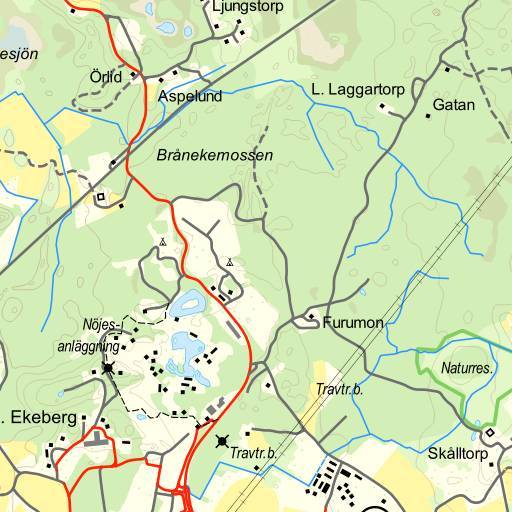 Ljungstorp
esjön
Örlid
Aspelund
L. Laggartorp
Gatan
Brånekemossen
Furumon
Nöjes-
anläggning
Naturres.
Travtr.b.
. Ekeberg
Travtr.b.
Skålltorp